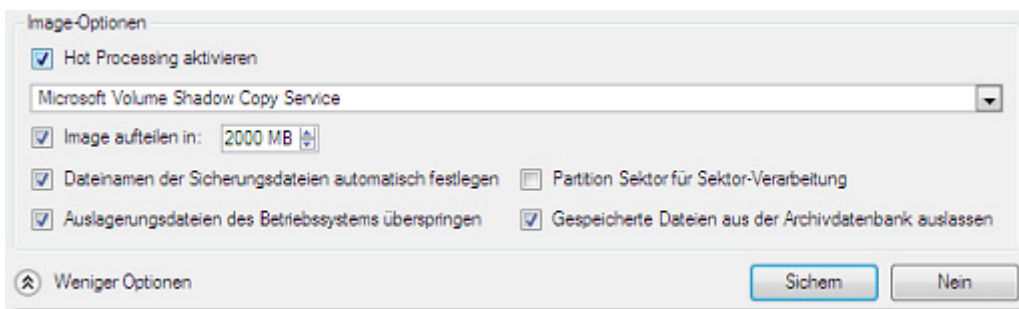 Image-Optionen
Hot Processing aktivieren
Microsoft Volume Shadow Copy Service
Image aufteilen in: 2000 MB
Dateinamen der Sicherungsdateien automatisch festlegen Partition Sektor für Sektor-Verarbeitung
Auslagerungsdateien des Betriebssystems überspringen Gespeicherte Dateien aus der Archivdatenbank auslassen
Weniger Optionen Sichern Nein